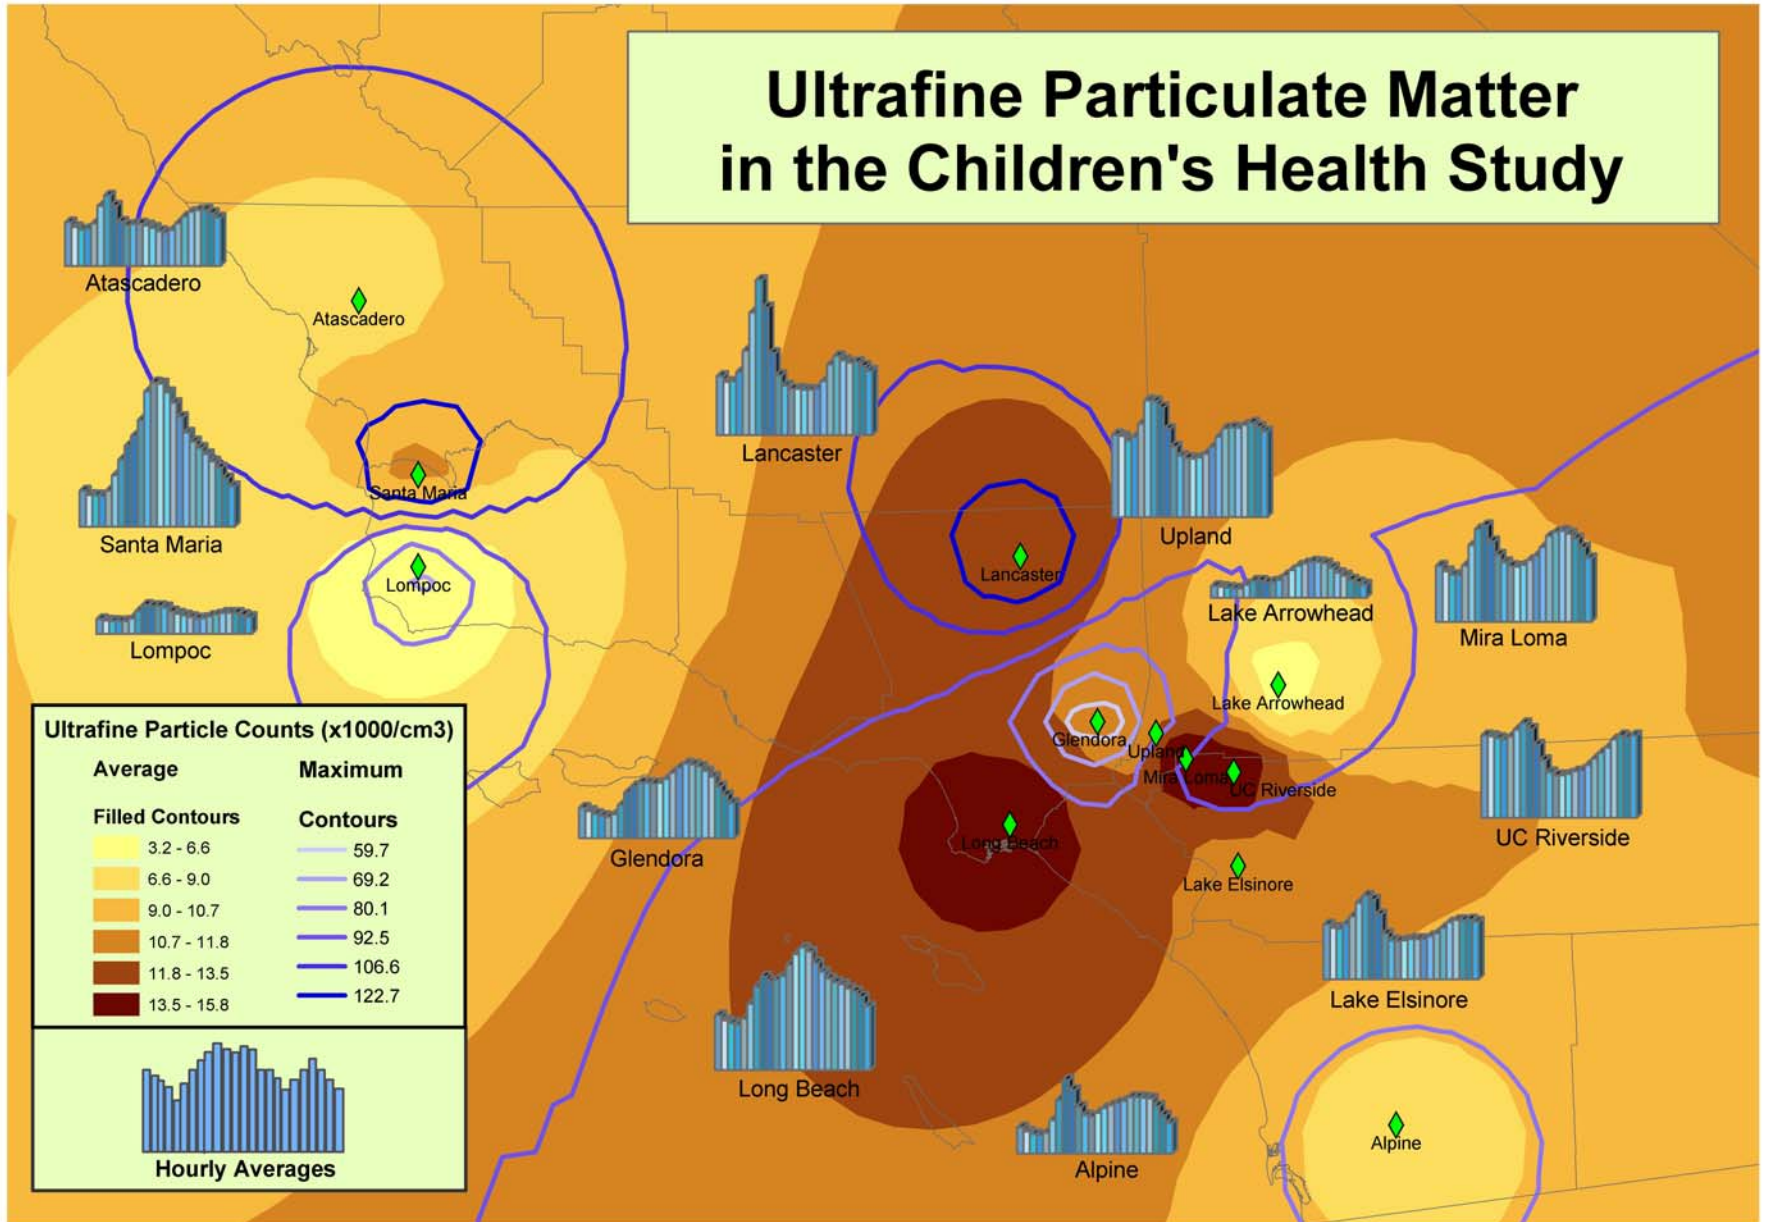 Ultrafine Particulate Matter
in the Children's Health Study
Atascadero
Atascadero
Santa Maria
Santa Maria
Lompoc
Lompoc
Lancaster
Lancaster
Upland
Lake Arrowhead
Mira Loma
Lake Arrowhead
Glendora
Upland
Mira Loma
UC Riverside
UC Riverside
Glendora
Long Beach
Lake Elsinore
Lake Elsinore
Long Beach
Alpine
Alpine
Ultrafine Particle Counts (x1000/cm3)
Average Maximum
Filled Contours Contours
3.2 - 6.6 59.7
6.6 - 9.0 69.2
9.0 - 10.7 80.1
10.7 - 11.8 92.5
11.8 - 13.5 106.6
13.5 - 15.8 122.7
Hourly Averages